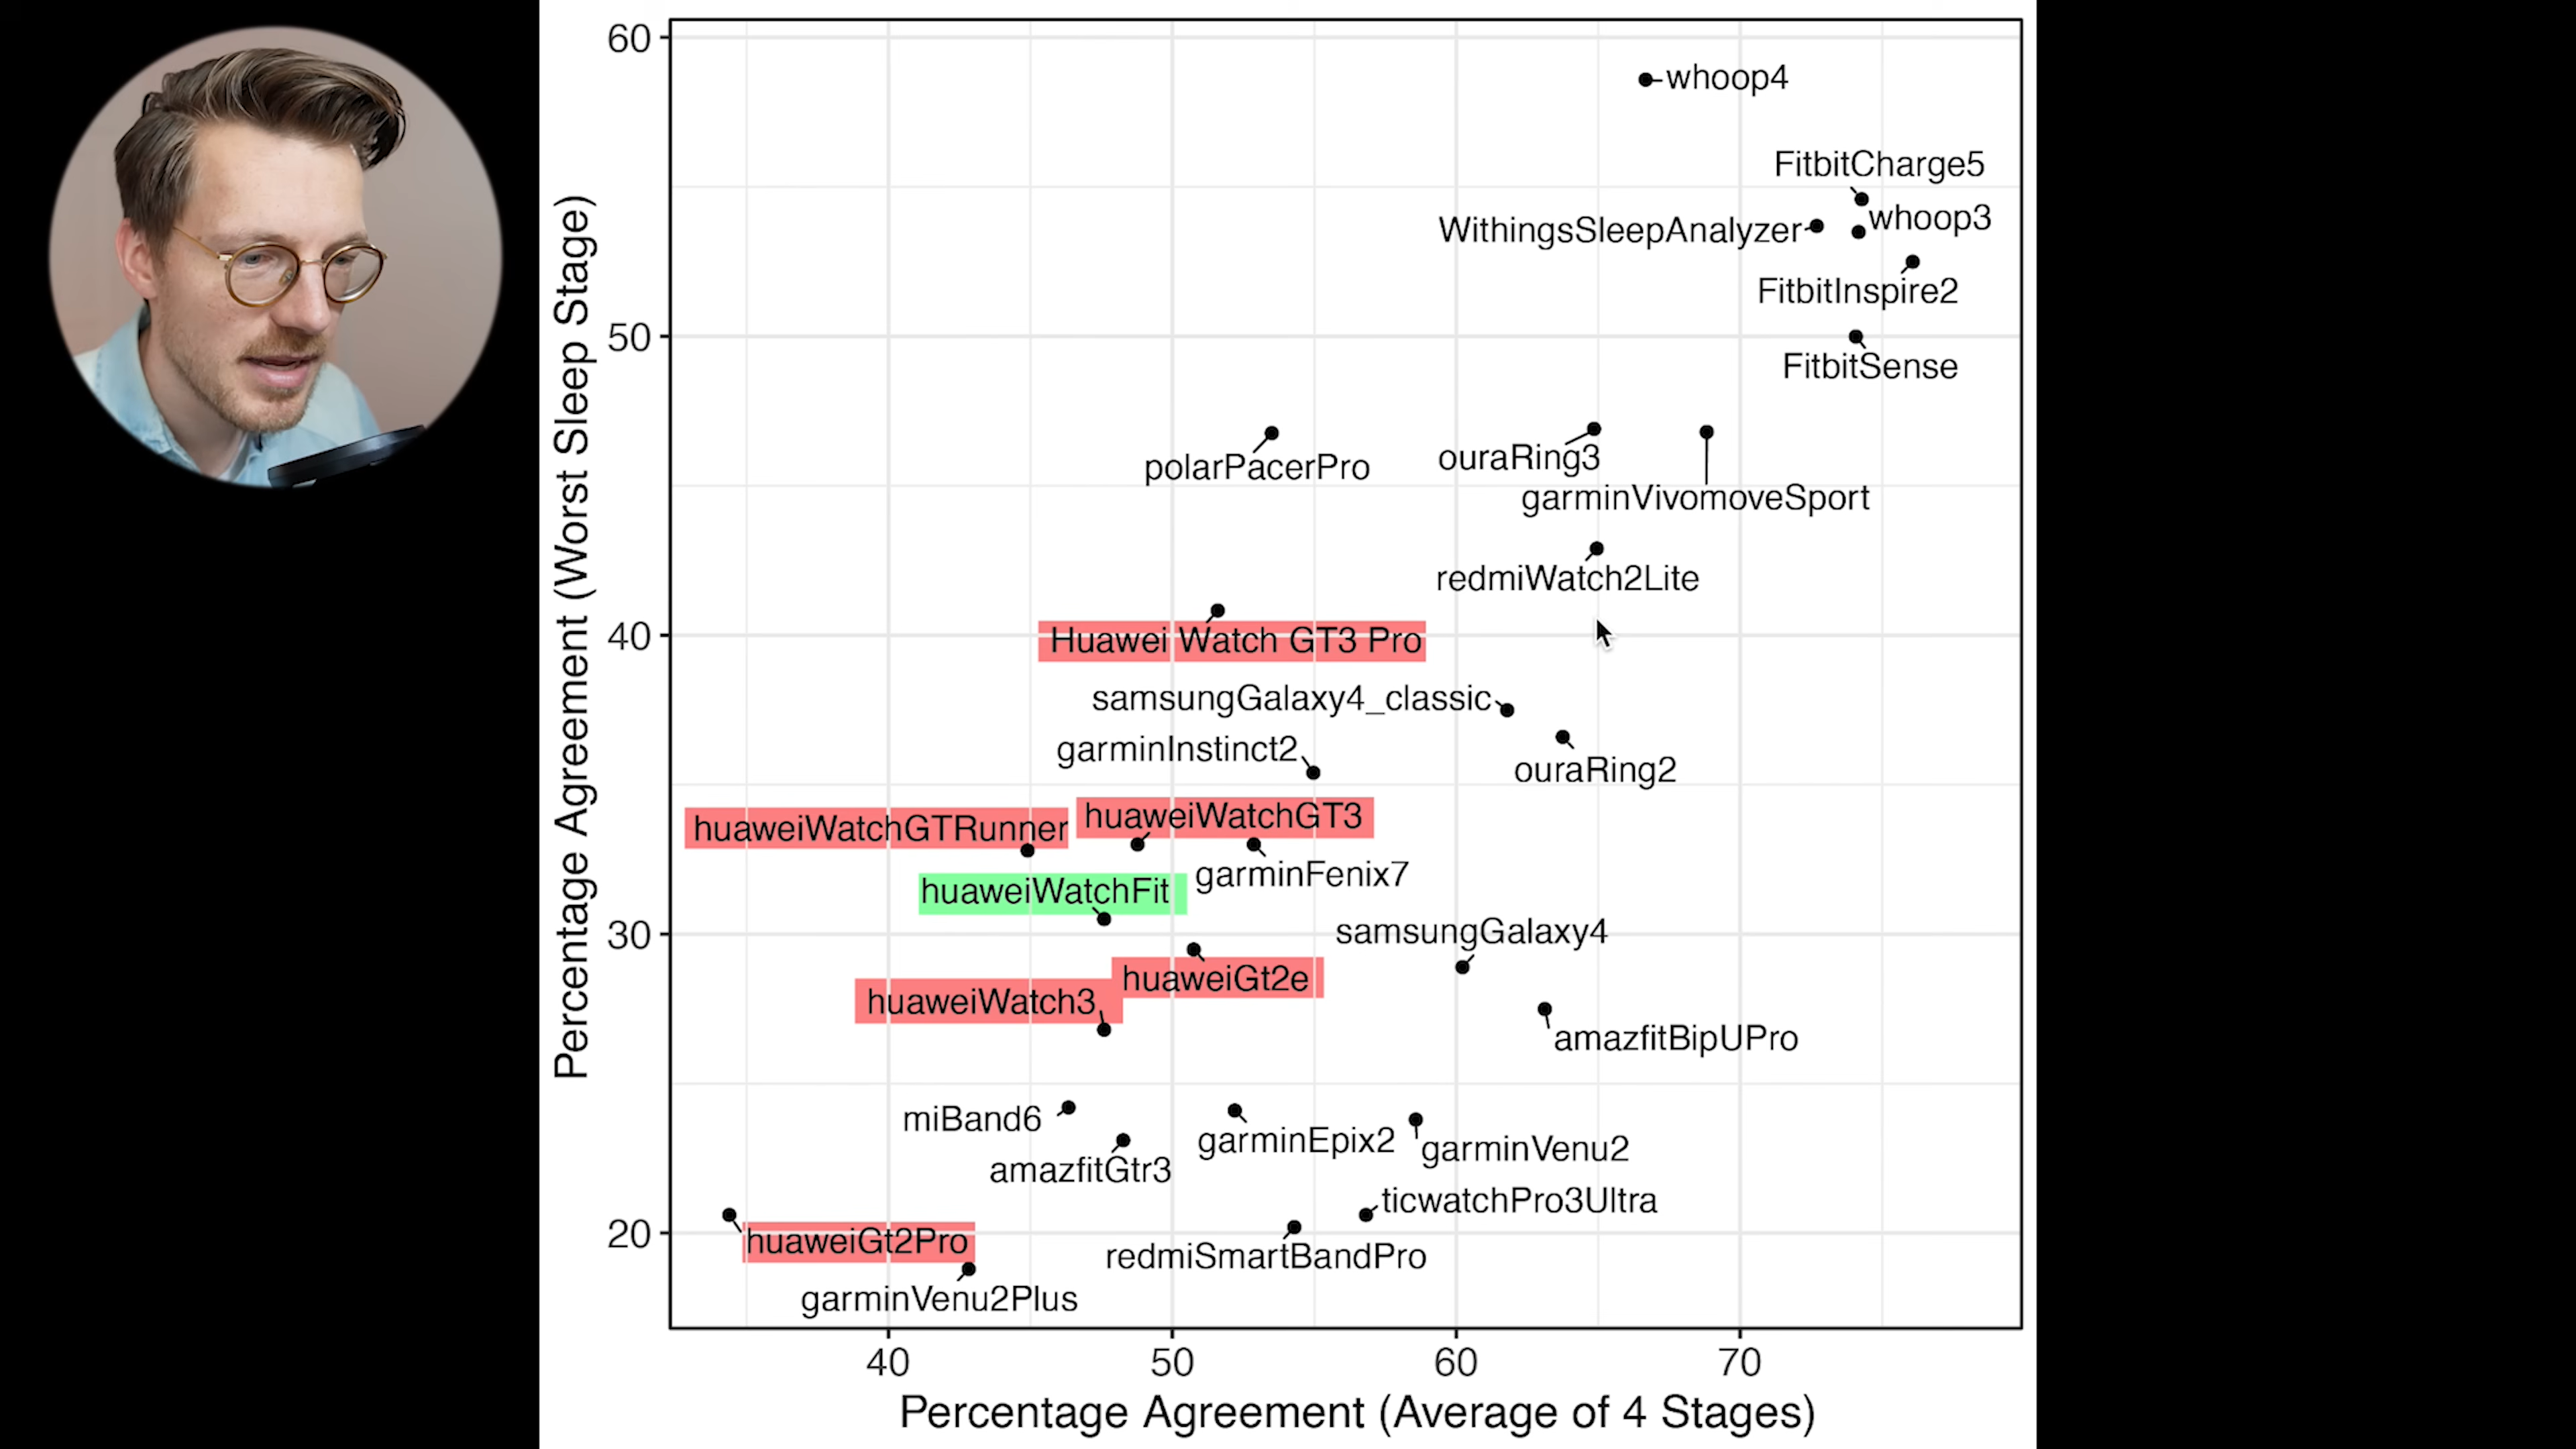 60
whoop4
FitbitCharge5
whoop3
WithingsSleepAnalyzer
FitbitInspire2
50
FitbitSense
polarPacerPro
ouraRing3
garminVivomoveSport
redmiWatch2Lite
40
Huawei Watch GT3 Pro
samsungGalaxy4_classic
garminInstinct2
ouraRing2
huaweiWatchGTRunner
huaweiWatchGT3
garminFenix7
huaweiWatchFit
30
samsungGalaxy4
huaweiGt2e
huaweiWatch3
amazfitBipUPro
miBand6
garminEpix2
garminVenu2
amazfitGtr3
ticwatchPro3Ultra
20
huaweiGt2Pro
redmiSmartBandPro
garminVenu2Plus
40
50
60
70
Percentage Agreement (Average of 4 Stages)
Percentage Agreement (Worst Sleep Stage)